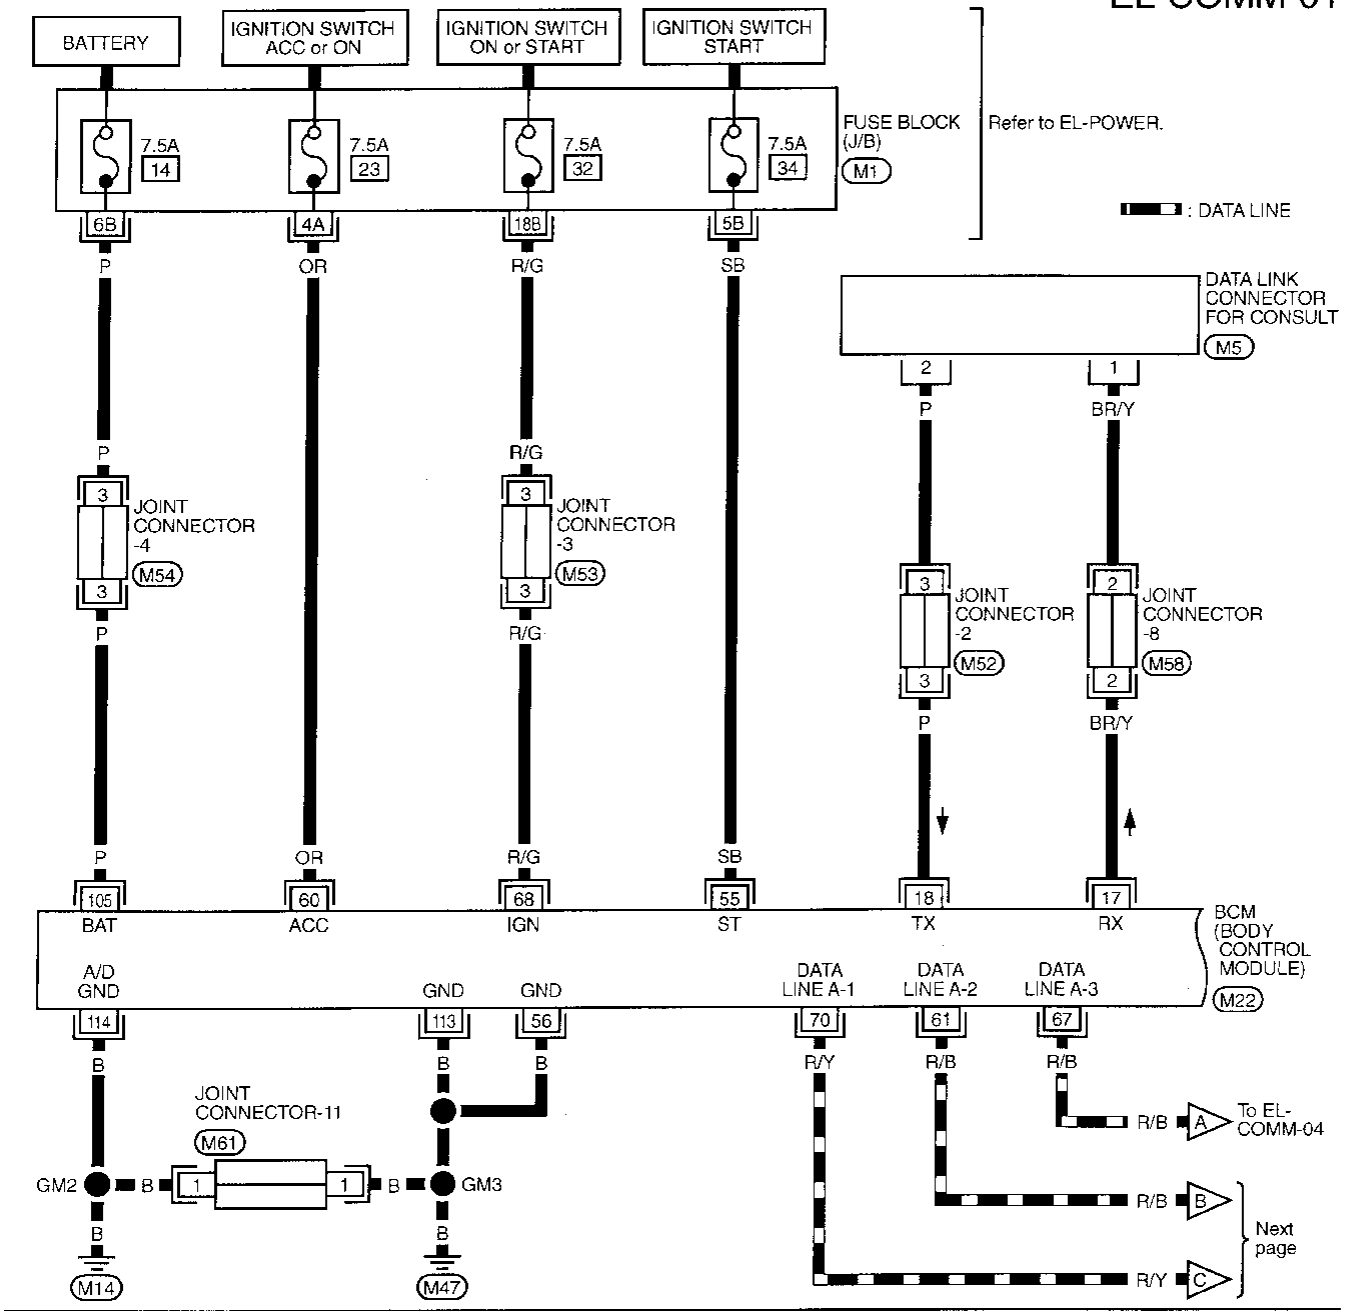 EL-COMM-01
BATTERY
IGNITION SWITCH
ACC or ON
IGNITION SWITCH
ON or START
IGNITION SWITCH
START
7.5A
14
7.5A
23
7.5A
32
7.5A
34
FUSE BLOCK
(J/B)
M1
Refer to EL-POWER.
6B
4A
18B
5B
: DATA LINE
P
OR
R/G
SB
DATA LINK
CONNECTOR
FOR CONSULT
M5
2
1
P
BR/Y
P
R/G
3
JOINT
CONNECTOR
-4
M54
3
3
JOINT
CONNECTOR
-3
M53
3
P
R/G
3
JOINT
CONNECTOR
-2
M52
3
2
JOINT
CONNECTOR
-8
M58
2
P
BR/Y
P
OR
R/G
SB
105
60
68
55
18
17
BAT
ACC
IGN
ST
TX
RX
BCM
(BODY
CONTROL
MODULE)
M22
A/D
GND
GND
GND
DATA
LINE A-1
DATA
LINE A-2
DATA
LINE A-3
114
113
56
70
61
67
B
B
B
R/Y
R/B
R/B
JOINT
CONNECTOR-11
M61
R/B
A
To EL-
COMM-04
GM2
B
1
1
B
GM3
R/B
B
B
B
Next
page
M14
M47
R/Y
C